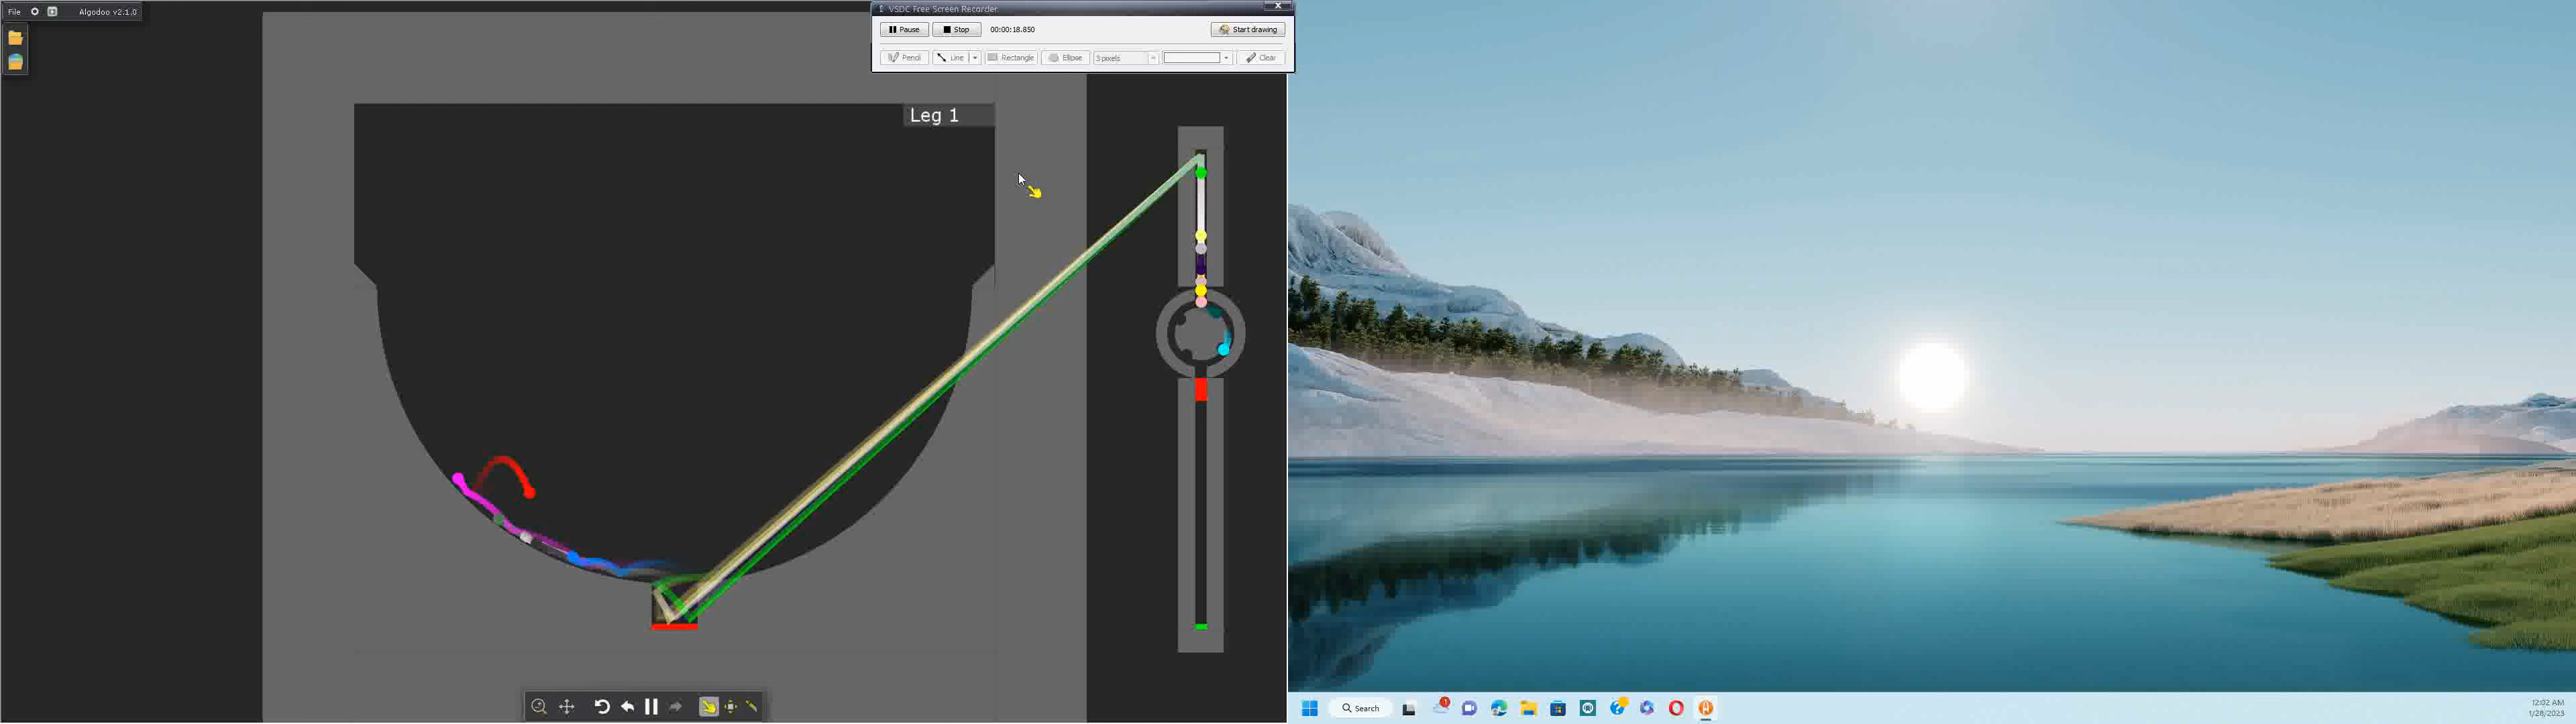 File
Algodoo v2.1.0
VSDC Free Screen Recorder
Pause
Stop
00:00:18.850
Start drawing
Pencil
Line
Rectangle
Ellipse
3 pixels
Clear
Leg 1
Search
1
12:02 AM
1/28/2023